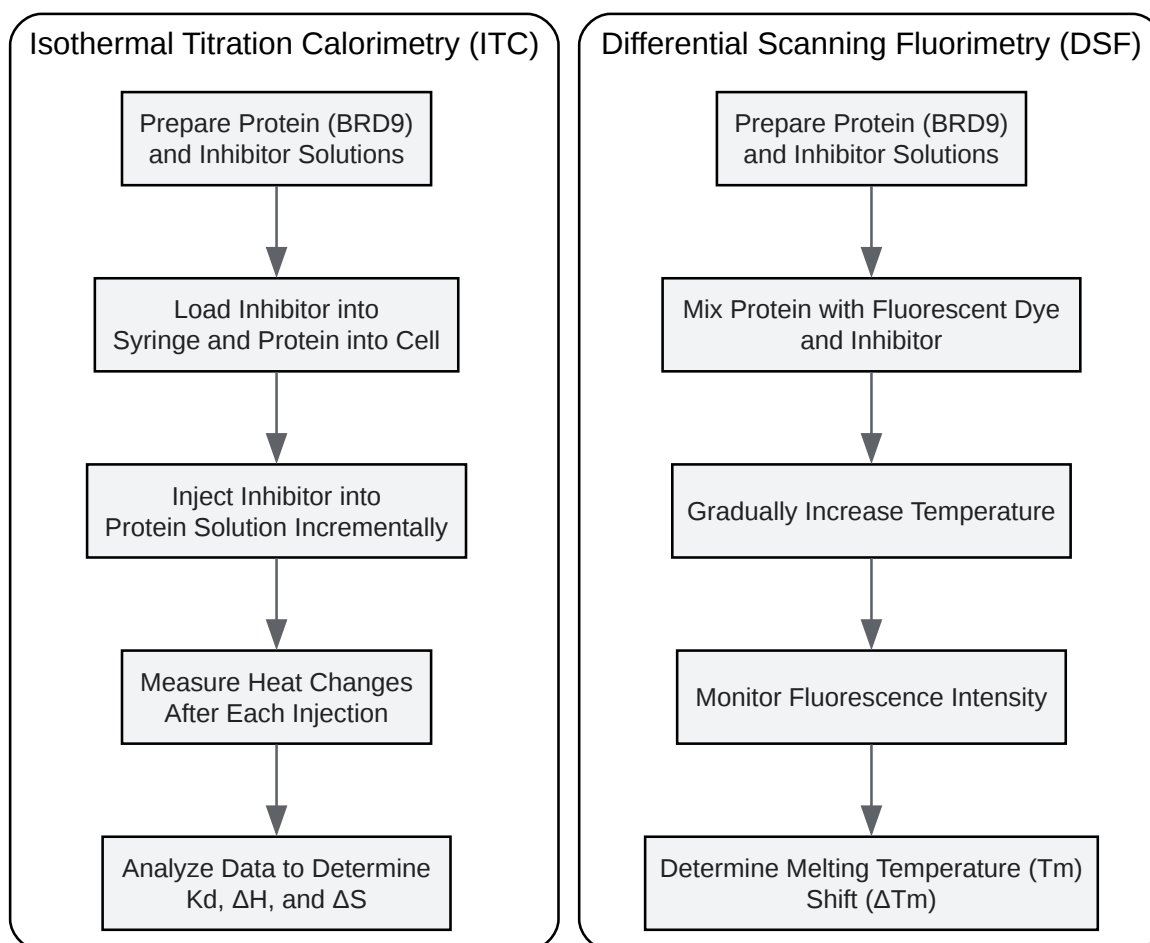 Isothermal Titration Calorimetry (ITC)
Prepare Protein (BRD9)
and Inhibitor Solutions
Load Inhibitor into
Syringe and Protein into Cell
Inject Inhibitor into
Protein Solution Incrementally
Measure Heat Changes
After Each Injection
Analyze Data to Determine
Kd, ΔH, and ΔS
Differential Scanning Fluorimetry (DSF)
Prepare Protein (BRD9)
and Inhibitor Solutions
Mix Protein with Fluorescent Dye
and Inhibitor
Gradually Increase Temperature
Monitor Fluorescence Intensity
Determine Melting Temperature (Tm)
Shift (ΔTm)